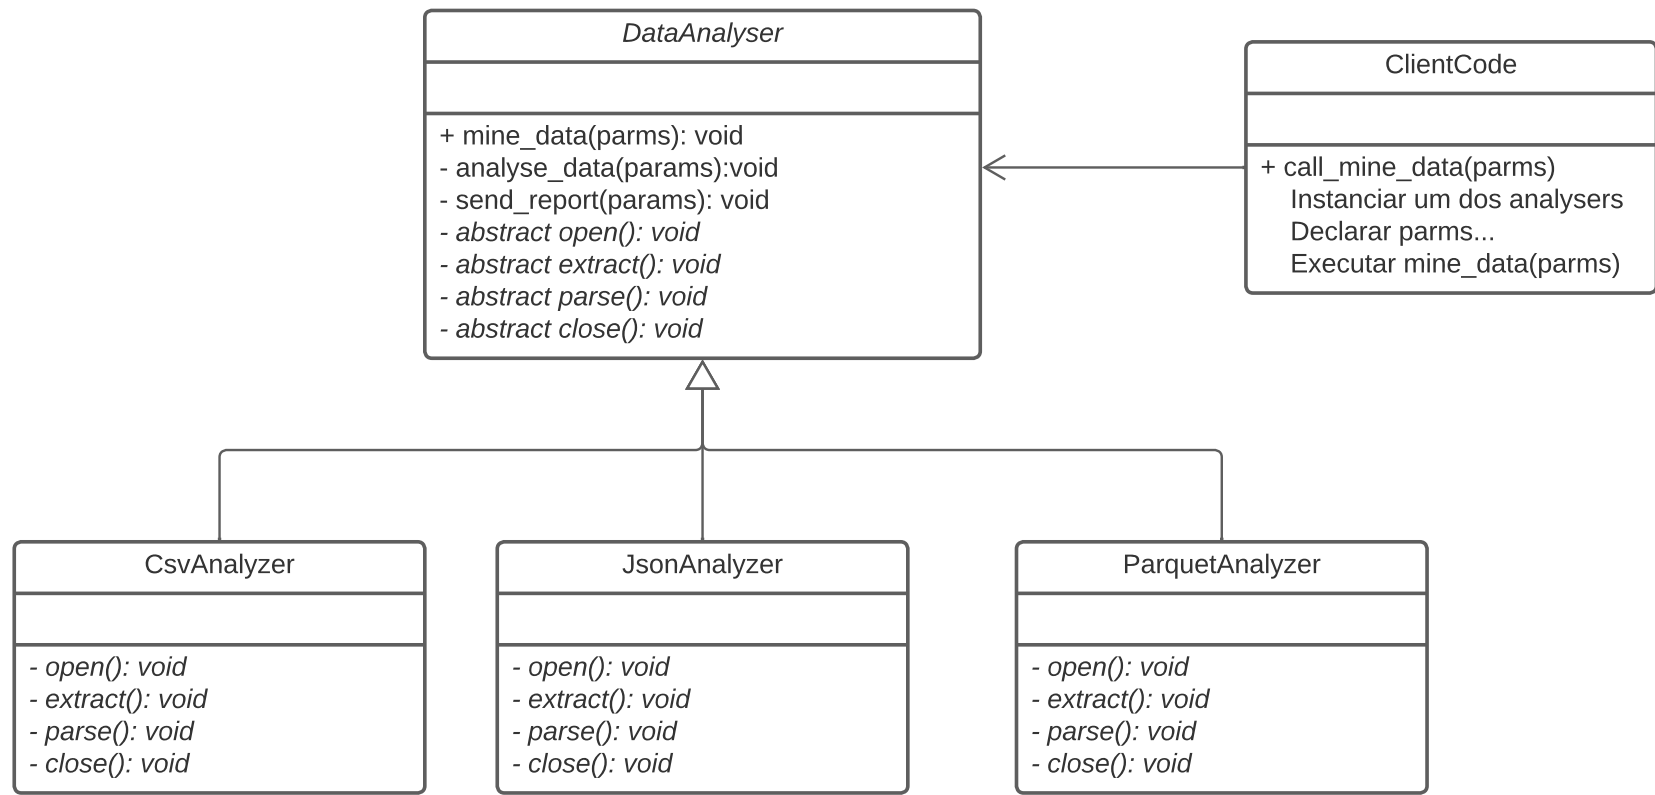 DataAnalyser
+ mine_data(parms): void
- analyse_data(params):void
- send_report(params): void
- abstract open(): void
- abstract extract(): void
- abstract parse(): void
- abstract close(): void
ClientCode
+ call_mine_data(parms)
Instanciar um dos analysers
Declarar parms...
Executar mine_data(parms)
CsvAnalyzer
- open(): void
- extract(): void
- parse(): void
- close(): void
JsonAnalyzer
- open(): void
- extract(): void
- parse(): void
- close(): void
ParquetAnalyzer
- open(): void
- extract(): void
- parse(): void
- close(): void